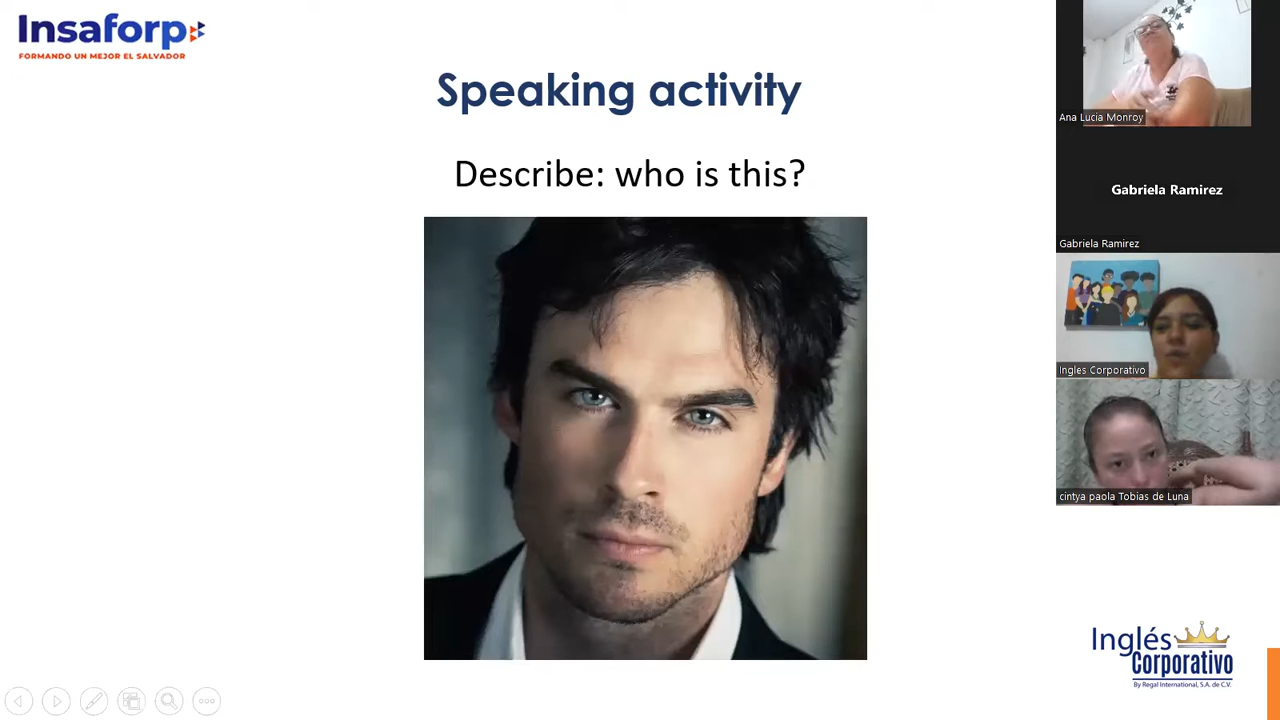 Insaforp
FORMANDO UN MEJOR EL SALVADOR
Speaking activity
Describe: who is this?
Ana Lucia Monroy
Gabriela Ramirez
Gabriela Ramirez
Ingles Corporativo
cintya paola Tobias de Luna
Inglés
Corporativo
By Regal International, S.A. de C.V.